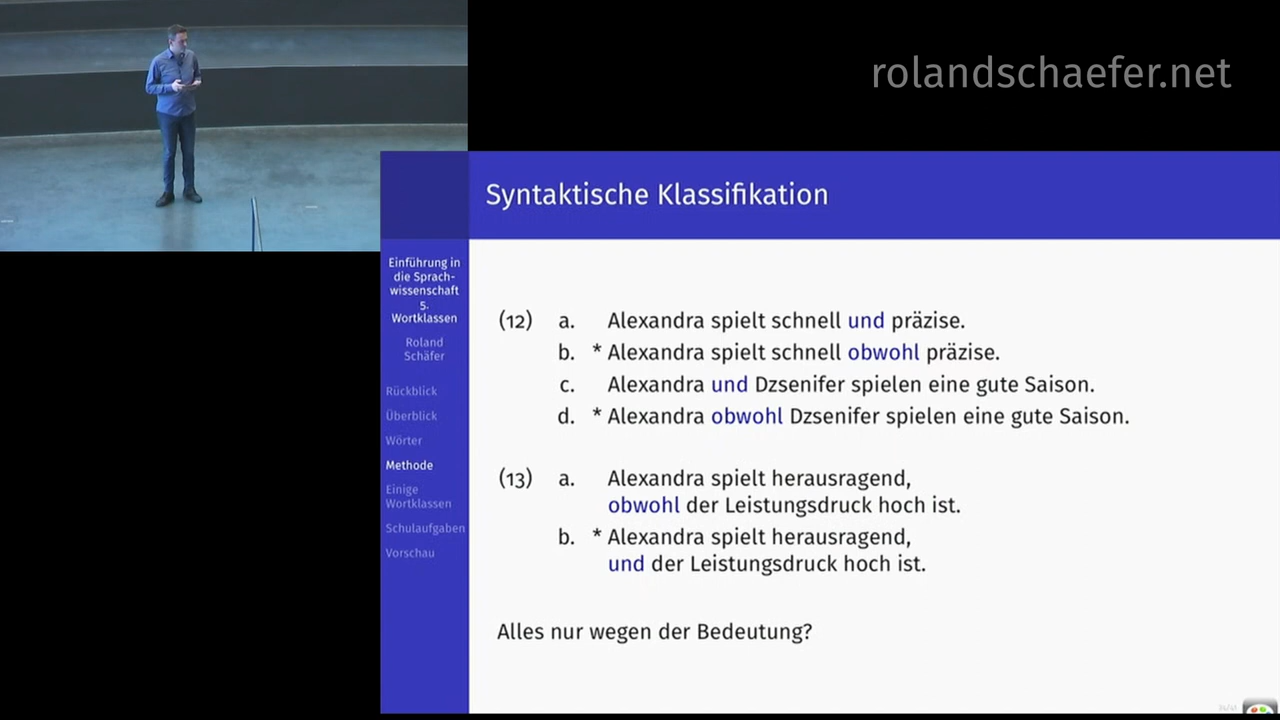 rolandschaefer.net
Syntaktische Klassifikation
Einführung in
die Sprach-
wissenschaft
5.
Wortklassen
Roland
Schäfer
Rückblick
Überblick
Wörter
Methode
Einige
Wortklassen
Schulaufgaben
Vorschau
(12) a. Alexandra spielt schnell und präzise.
b. * Alexandra spielt schnell obwohl präzise.
c. Alexandra und Dzsenifer spielen eine gute Saison.
d. * Alexandra obwohl Dzsenifer spielen eine gute Saison.
(13) a. Alexandra spielt herausragend,
obwohl der Leistungsdruck hoch ist.
b. * Alexandra spielt herausragend,
und der Leistungsdruck hoch ist.
Alles nur wegen der Bedeutung?